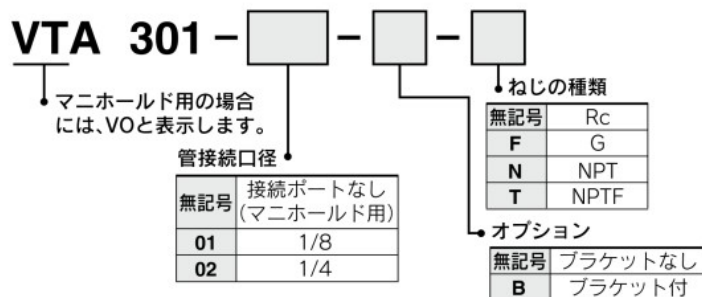 VTA 301 - - -
マニホールド用の場合
には、VOと表示します。
管接続口径
無記号 接続ポートなし
(マニホールド用)
01 1/8
02 1/4
ねじの種類
無記号 Rc
F G
N NPT
T NPTF
オプション
無記号 ブラケットなし
B ブラケット付